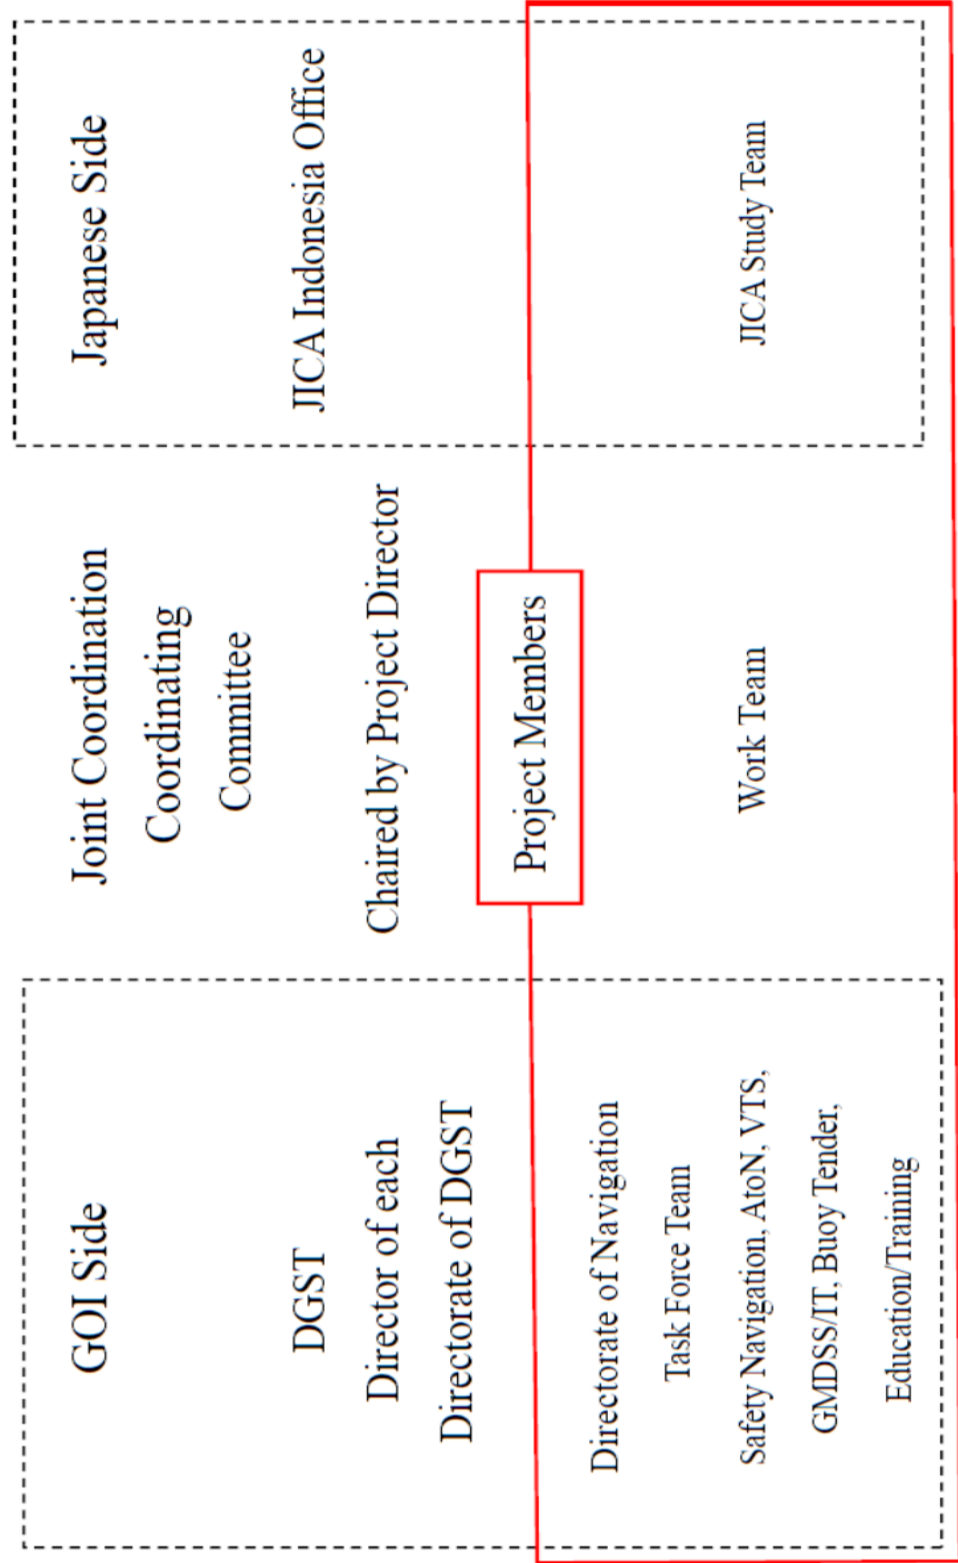 GOI Side
DGST
Director of each
Directorate of DGST
Directorate of Navigation
Task Force Team
Safety Navigation, AtoN, VTS,
GMDSS/IT, Buoy Tender,
Education/Training
Joint Coordination
Coordinating
Committee
Chaired by Project Director
Project Members
Work Team
Japanese Side
JICA Indonesia Office
JICA Study Team